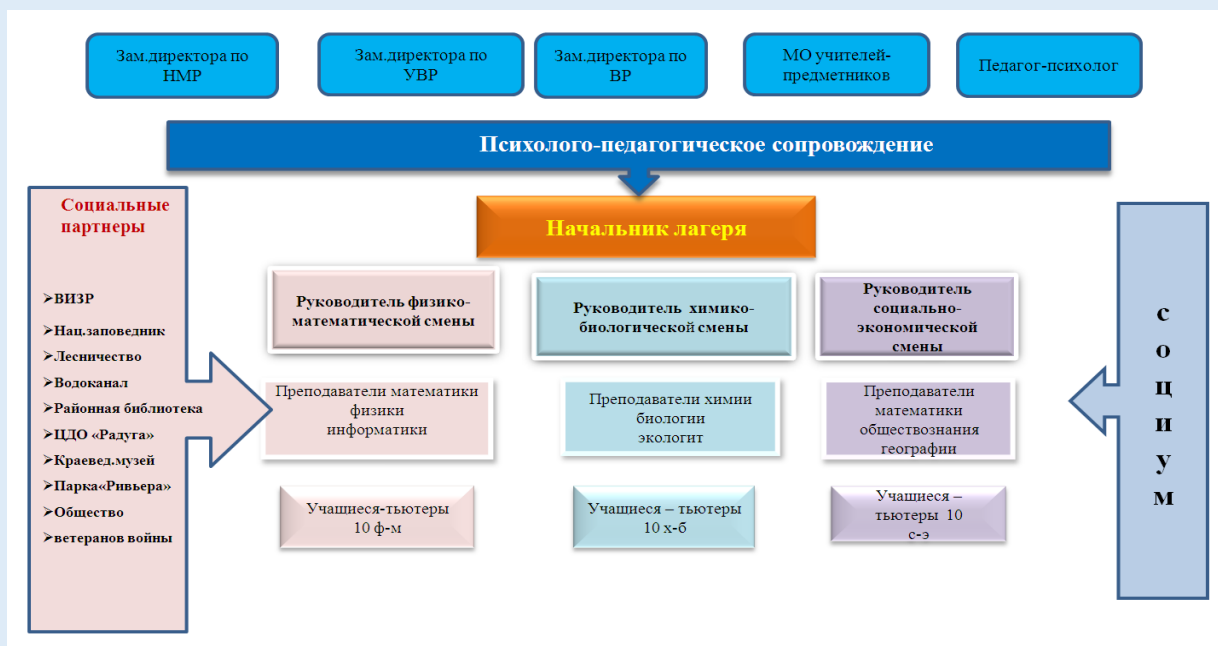 Зам.директора по
НМР
Зам.директора по
УВР
Зам.директора по
ВР
МО учителей-
предметников
Педагог-психолог
Психолого-педагогическое сопровождение
Социальные
партнеры
➢ВИЗР
➢Нац.заповедник
➢Лесничество
➢Водоканал
➢Районная библиотека
➢ЦДО «Радуга»
➢Краевед.музей
➢Парка«Ривьера»
➢Общество
➢ветеранов войны
Начальник лагеря
Руководитель физико-
математической смены
Руководитель химико-
биологической смены
Руководитель
социально-
экономической
смены
Преподаватели математики
физики
информатики
Преподаватели химии
биологии
экологит
Преподаватели
математики
обществознания
географии
Учащиеся-тьютеры
10 ф-м
Учащиеся – тьютеры
10 х-б
Учащиеся –
тьютеры 10
с-э
с
о
ц
и
у
м